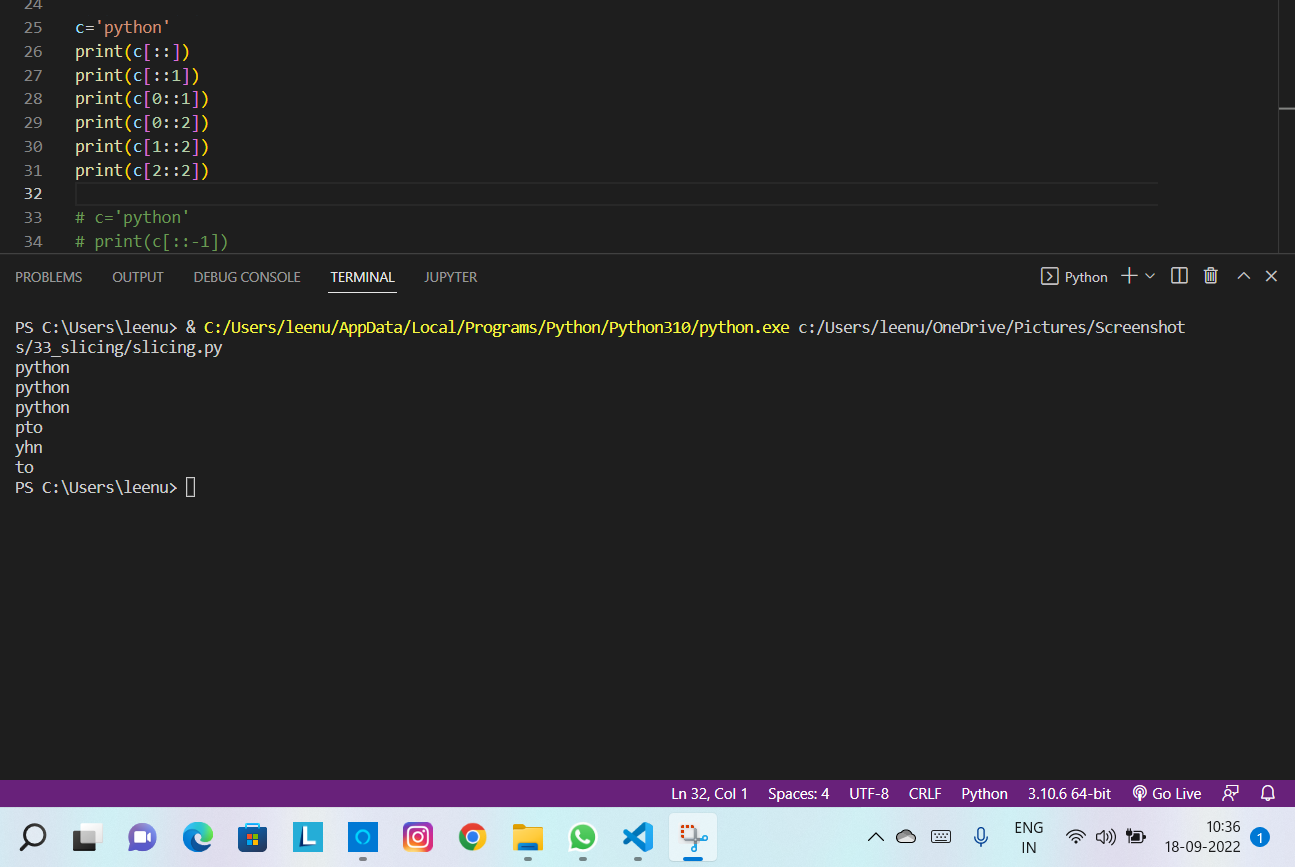 24
25 c='python'
26 print(c[::])
27 print(c[::1])
28 print(c[0::1])
29 print(c[0::2])
30 print(c[1::2])
31 print(c[2::2])
32
33 # c='python'
34 # print(c[::-1])
PROBLEMS OUTPUT DEBUG CONSOLE TERMINAL JUPYTER Python
PS C:\Users\leenu> & C:/Users/leenu/AppData/Local/Programs/Python/Python310/python.exe c:/Users/leenu/OneDrive/Pictures/Screenshot
s/33_slicing/slicing.py
python
python
python
pto
yhn
to
PS C:\Users\leenu>
Ln 32, Col 1 Spaces: 4 UTF-8 CRLF Python 3.10.6 64-bit Go Live
L ENG 10:36
IN 18-09-2022 1